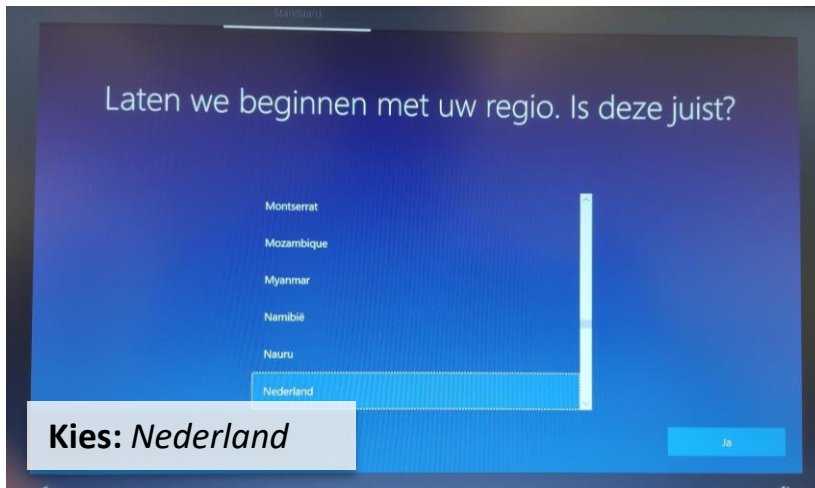 Standaard
Laten we beginnen met uw regio. Is deze juist?
Montserrat
Mozambique
Myanmar
Namibië
Nauru
Nederland
Kies: Nederland
Ja